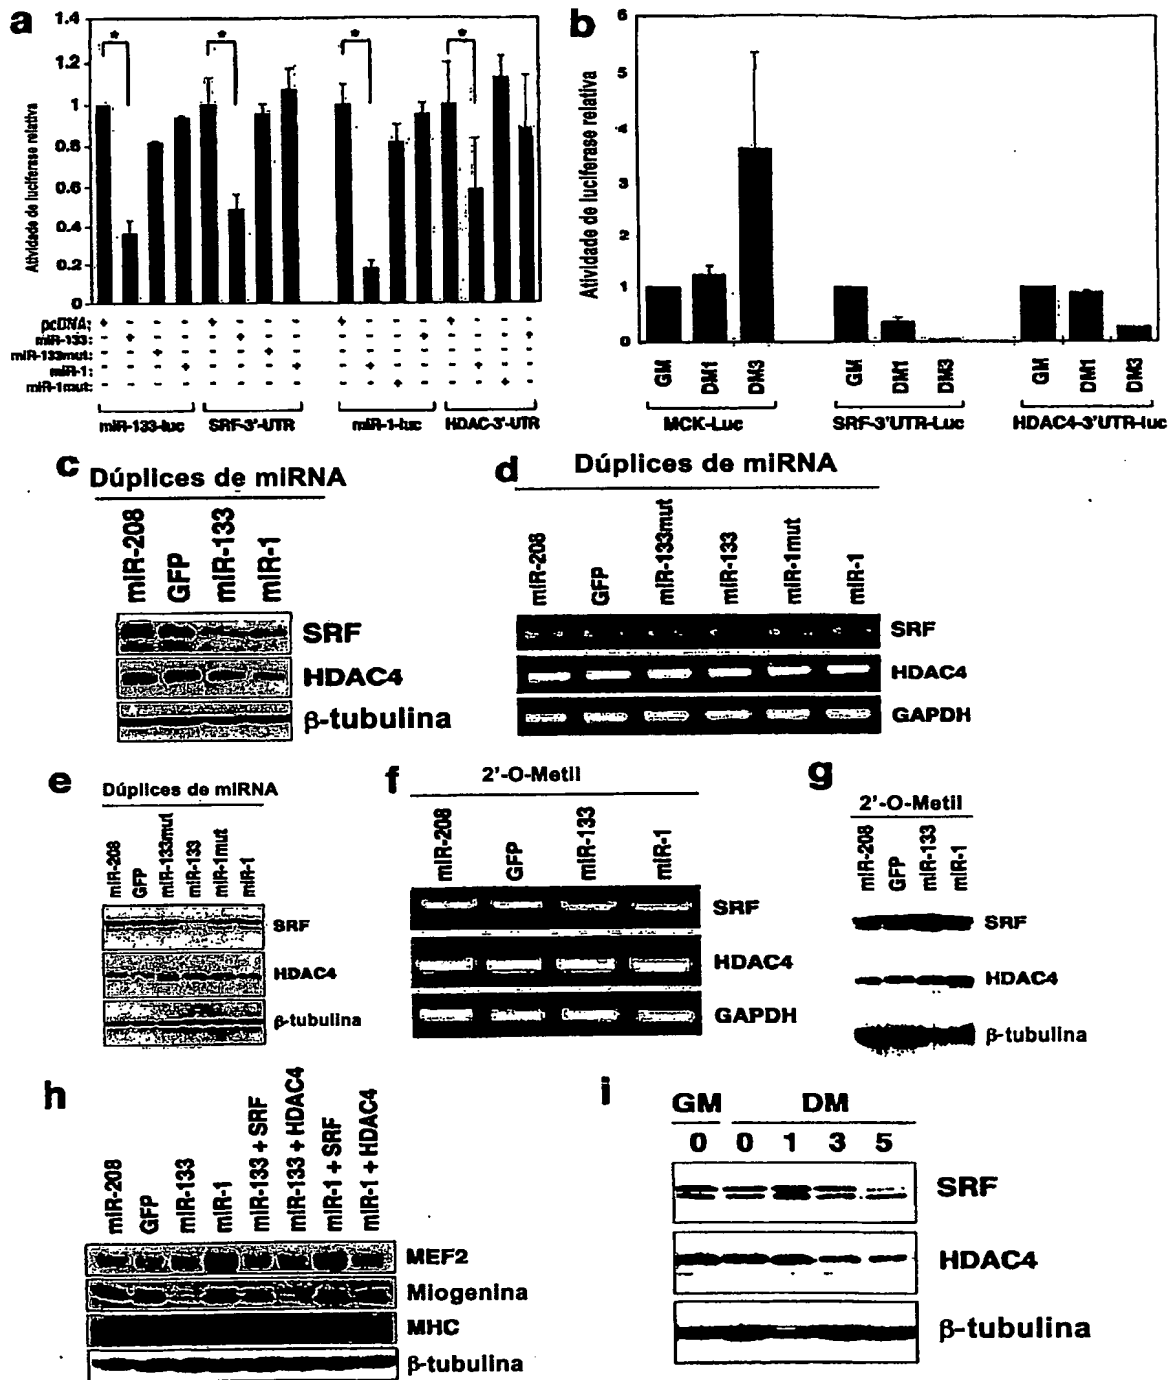 a
1.4
1.2
1
0.8
0.6
0.4
0.2
0
Atividade de luciferase relativa
* * * *
pcDNA: + - - - + - - - + - - - + - - -
miR-133: - + - - - + - - - - - + - - - +
miR-133mut: - - + - - - + - - - - - - - - -
miR-1: - - - + - - - + - + - - - + - -
miR-1mut: - - - - - - - - - - + - - - + -
miR-133-luc SRF-3'-UTR miR-1-luc HDAC-3'-UTR
b
6
5
4
3
2
1
0
Atividade de luciferase relativa
GM DM1 DM3 GM DM1 DM3 GM DM1 DM3
MCK-Luc SRF-3'UTR-Luc HDAC4-3'UTR-luc
c
Dúplices de miRNA
miR-208 GFP miR-133 miR-1
SRF
HDAC4
β-tubulina
d
Dúplices de miRNA
miR-208 GFP miR-133mut miR-133 miR-1mut miR-1
SRF
HDAC4
GAPDH
e
Dúplices de miRNA
miR-208 GFP miR-133mut miR-133 miR-1mut miR-1
SRF
HDAC4
β-tubulina
f
2'-O-Metil
miR-208 GFP miR-133 miR-1
SRF
HDAC4
GAPDH
g
2'-O-Metil
miR-208 GFP miR-133 miR-1
SRF
HDAC4
β-tubulina
h
miR-208 GFP miR-133 miR-1 miR-133 + SRF miR-133 + HDAC4 miR-1 + SRF miR-1 + HDAC4
MEF2
Miogenina
MHC
β-tubulina
i
GM DM
0 0 1 3 5
SRF
HDAC4
β-tubulina